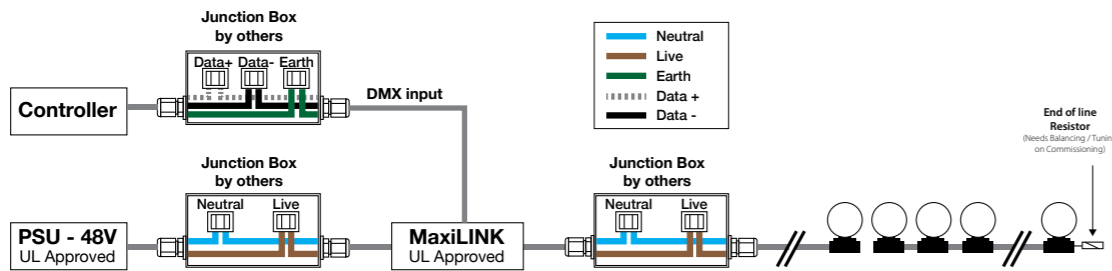 Junction Box
by others
Data+ Data- Earth
Controller
DMX input
Neutral
Live
Earth
Data +
Data -
End of line
Resistor
(Needs Balancing / Tunin
on Commissioning)
Junction Box
by others
Neutral Live
PSU - 48V
UL Approved
MaxiLINK
UL Approved
Junction Box
by others
Neutral Live